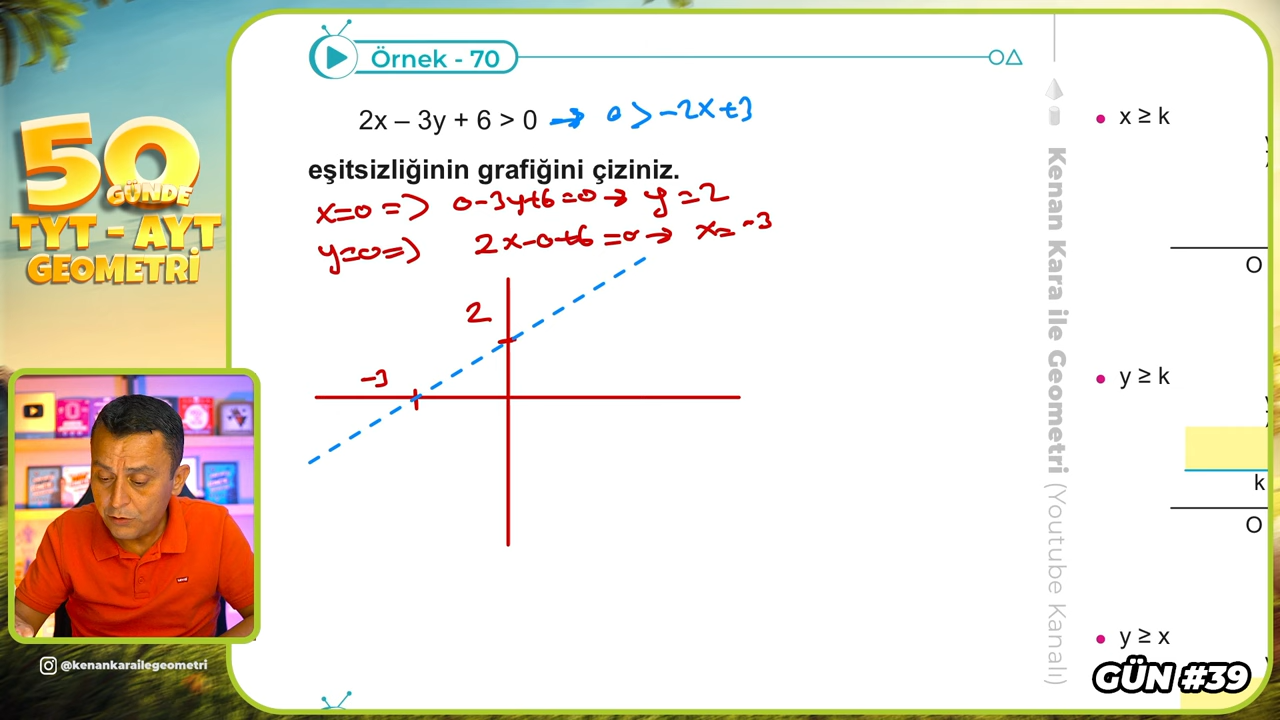 50
GÜNDE
TYT - AYT
GEOMETRİ
Örnek - 70
2x – 3y + 6 > 0 → 0 > -2x+3
eşitsizliğinin grafiğini çiziniz.
x=0 => 0-3y+6=0 → y=2
y=0 => 2x-0+6=0 → x=-3
2
-3
Kenan Kara ile Geometri (Youtube Kanalı)
• x ≥ k
O
• y ≥ k
k
O
• y ≥ x
GÜN #39
@kenankarailegeometri